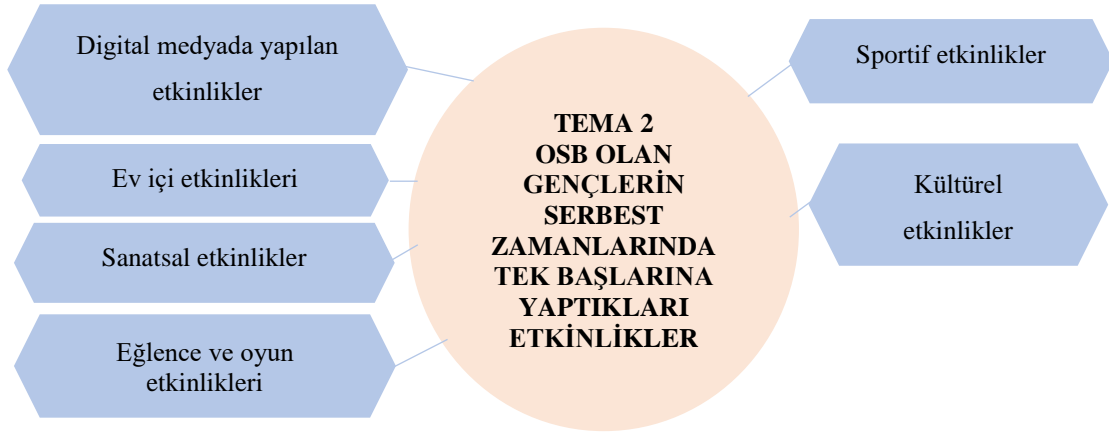 Digital medyada yapılan
etkinlikler
Ev içi etkinlikleri
Sanatsal etkinlikler
Eğlence ve oyun
etkinlikleri
TEMA 2
OSB OLAN
GENÇLERİN
SERBEST
ZAMANLARINDA
TEK BAŞLARINA
YAPTIKLARI
ETKİNLİKLER
Sportif etkinlikler
Kültürel
etkinlikler